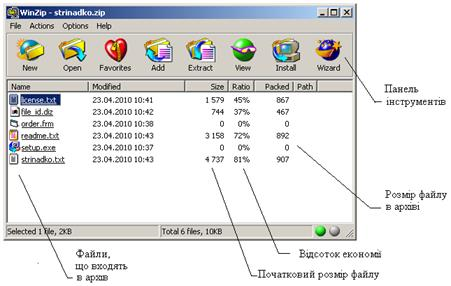 WinZip - strinadko.zip
File Actions Options Help
New Open Favorites Add Extract View Install Wizard
Name Modified Size Ratio Packed Path
license.txt 23.04.2010 10:41 1 579 45% 867
file_id.diz 23.04.2010 10:42 744 37% 467
order.frm 23.04.2010 10:38 0 0% 0
readme.txt 23.04.2010 10:43 3 158 72% 892
setup.exe 23.04.2010 10:37 0 0% 0
strinadko.txt 23.04.2010 10:43 4 737 81% 907
Selected 1 file, 2KB Total 6 files, 10KB
Панель
інструментів
Розмір файлу
в архіві
Відсоток економії
Початковий розмір файлу
Файли,
що входять
в архів